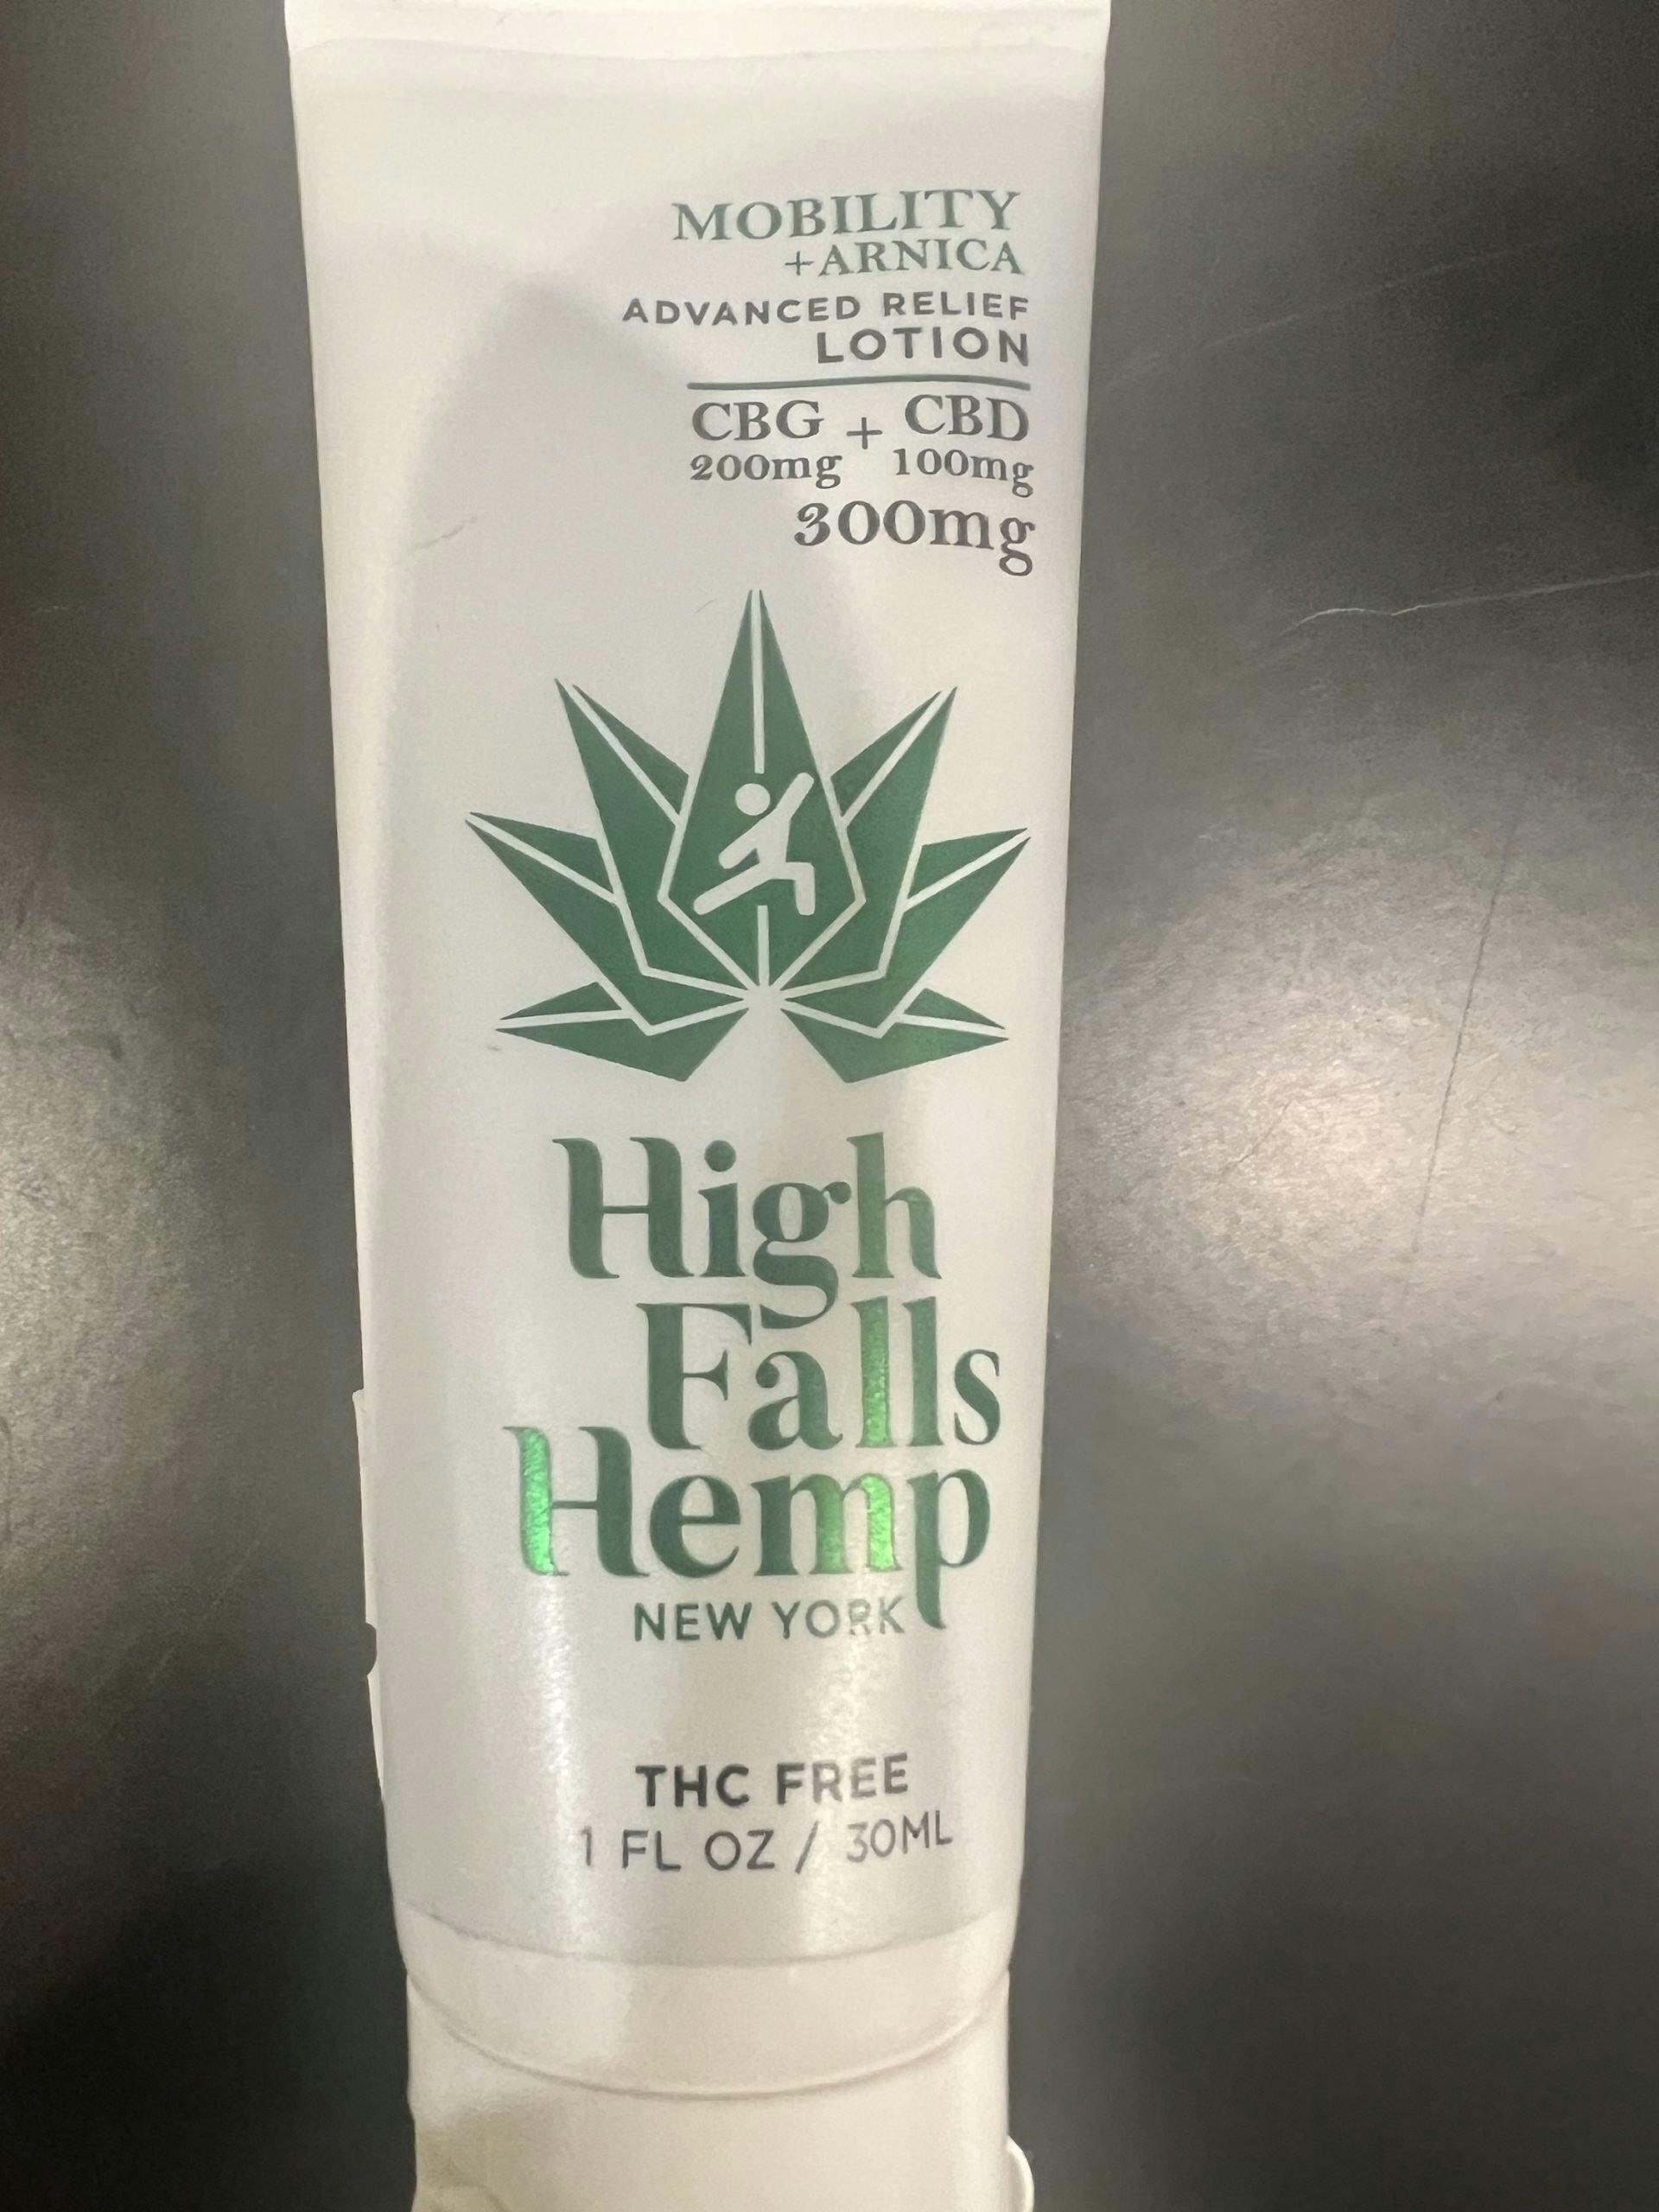 MOBILITY
+ARNICA
ADVANCED RELIEF
LOTION
CBG + CBD
200mg 100mg
300mg
High
Falls
Hemp
NEW YORK
THC FREE
1 FL OZ / 30ML